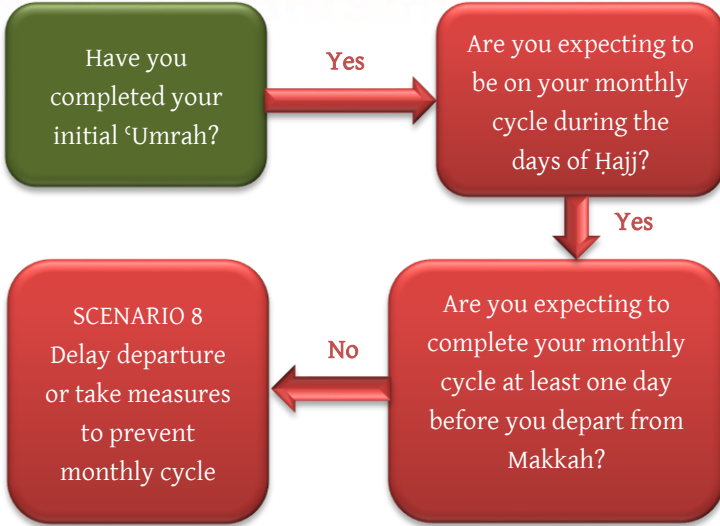 Have you
completed your
initial ʿUmrah?
Yes
Are you expecting to
be on your monthly
cycle during the
days of Ḥajj?
Yes
Are you expecting to
complete your monthly
cycle at least one day
before you depart from
Makkah?
No
SCENARIO 8
Delay departure
or take measures
to prevent
monthly cycle